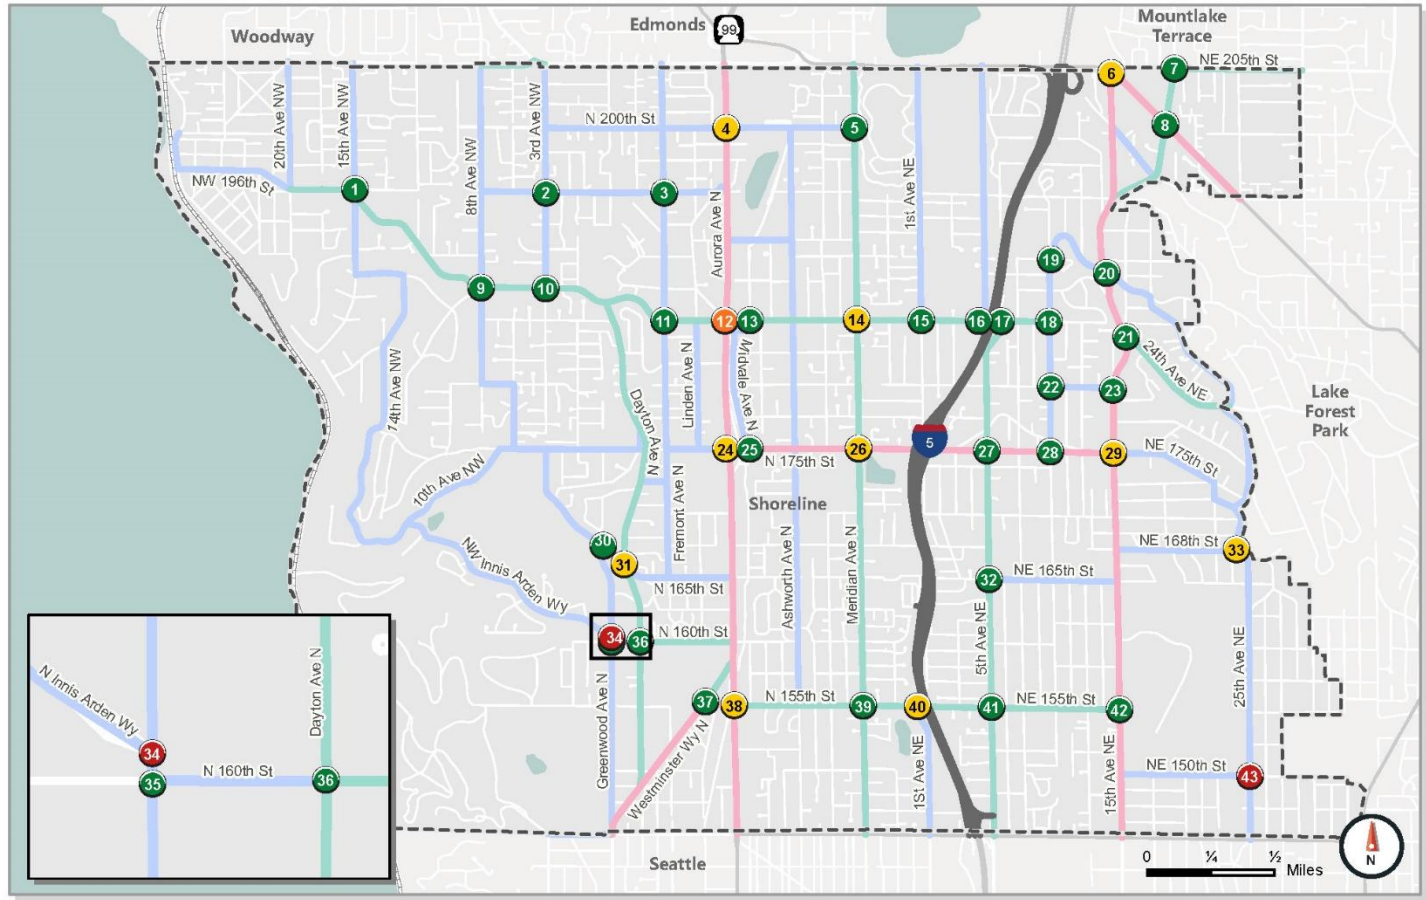 Woodway
Edmonds
99
Mountlake
Terrace
NE 205th St
20th Ave NW
15th Ave NW
8th Ave NW
3rd Ave NW
N 200th St
NW 196th St
Aurora Ave N
1st Ave NE
6
7
4
5
8
1
2
3
9
10
19
20
11
12
13
14
15
16
17
18
21
24th Ave NE
14th Ave NW
Linden Ave N
Midvale Ave N
Dayton Ave N
22
23
Lake
Forest
Park
5
24
25
26
27
28
29
N 175th St
NE 175th St
10th Ave NW
Fremont Ave N
Shoreline
Ashworth Ave N
Meridian Ave N
30
31
NE 168th St
33
NW Innis Arden Wy
N 165th St
32
NE 165th St
34
36
N 160th St
5th Ave NE
25th Ave NE
Greenwood Ave N
37
38
N 155th St
39
40
41
NE 155th St
42
Westminster Wy N
1St Ave NE
15th Ave NE
NE 150th St
43
N Innis Arden Wy
Dayton Ave N
34
35
N 160th St
36
Seattle
0
¼
½
Miles
N